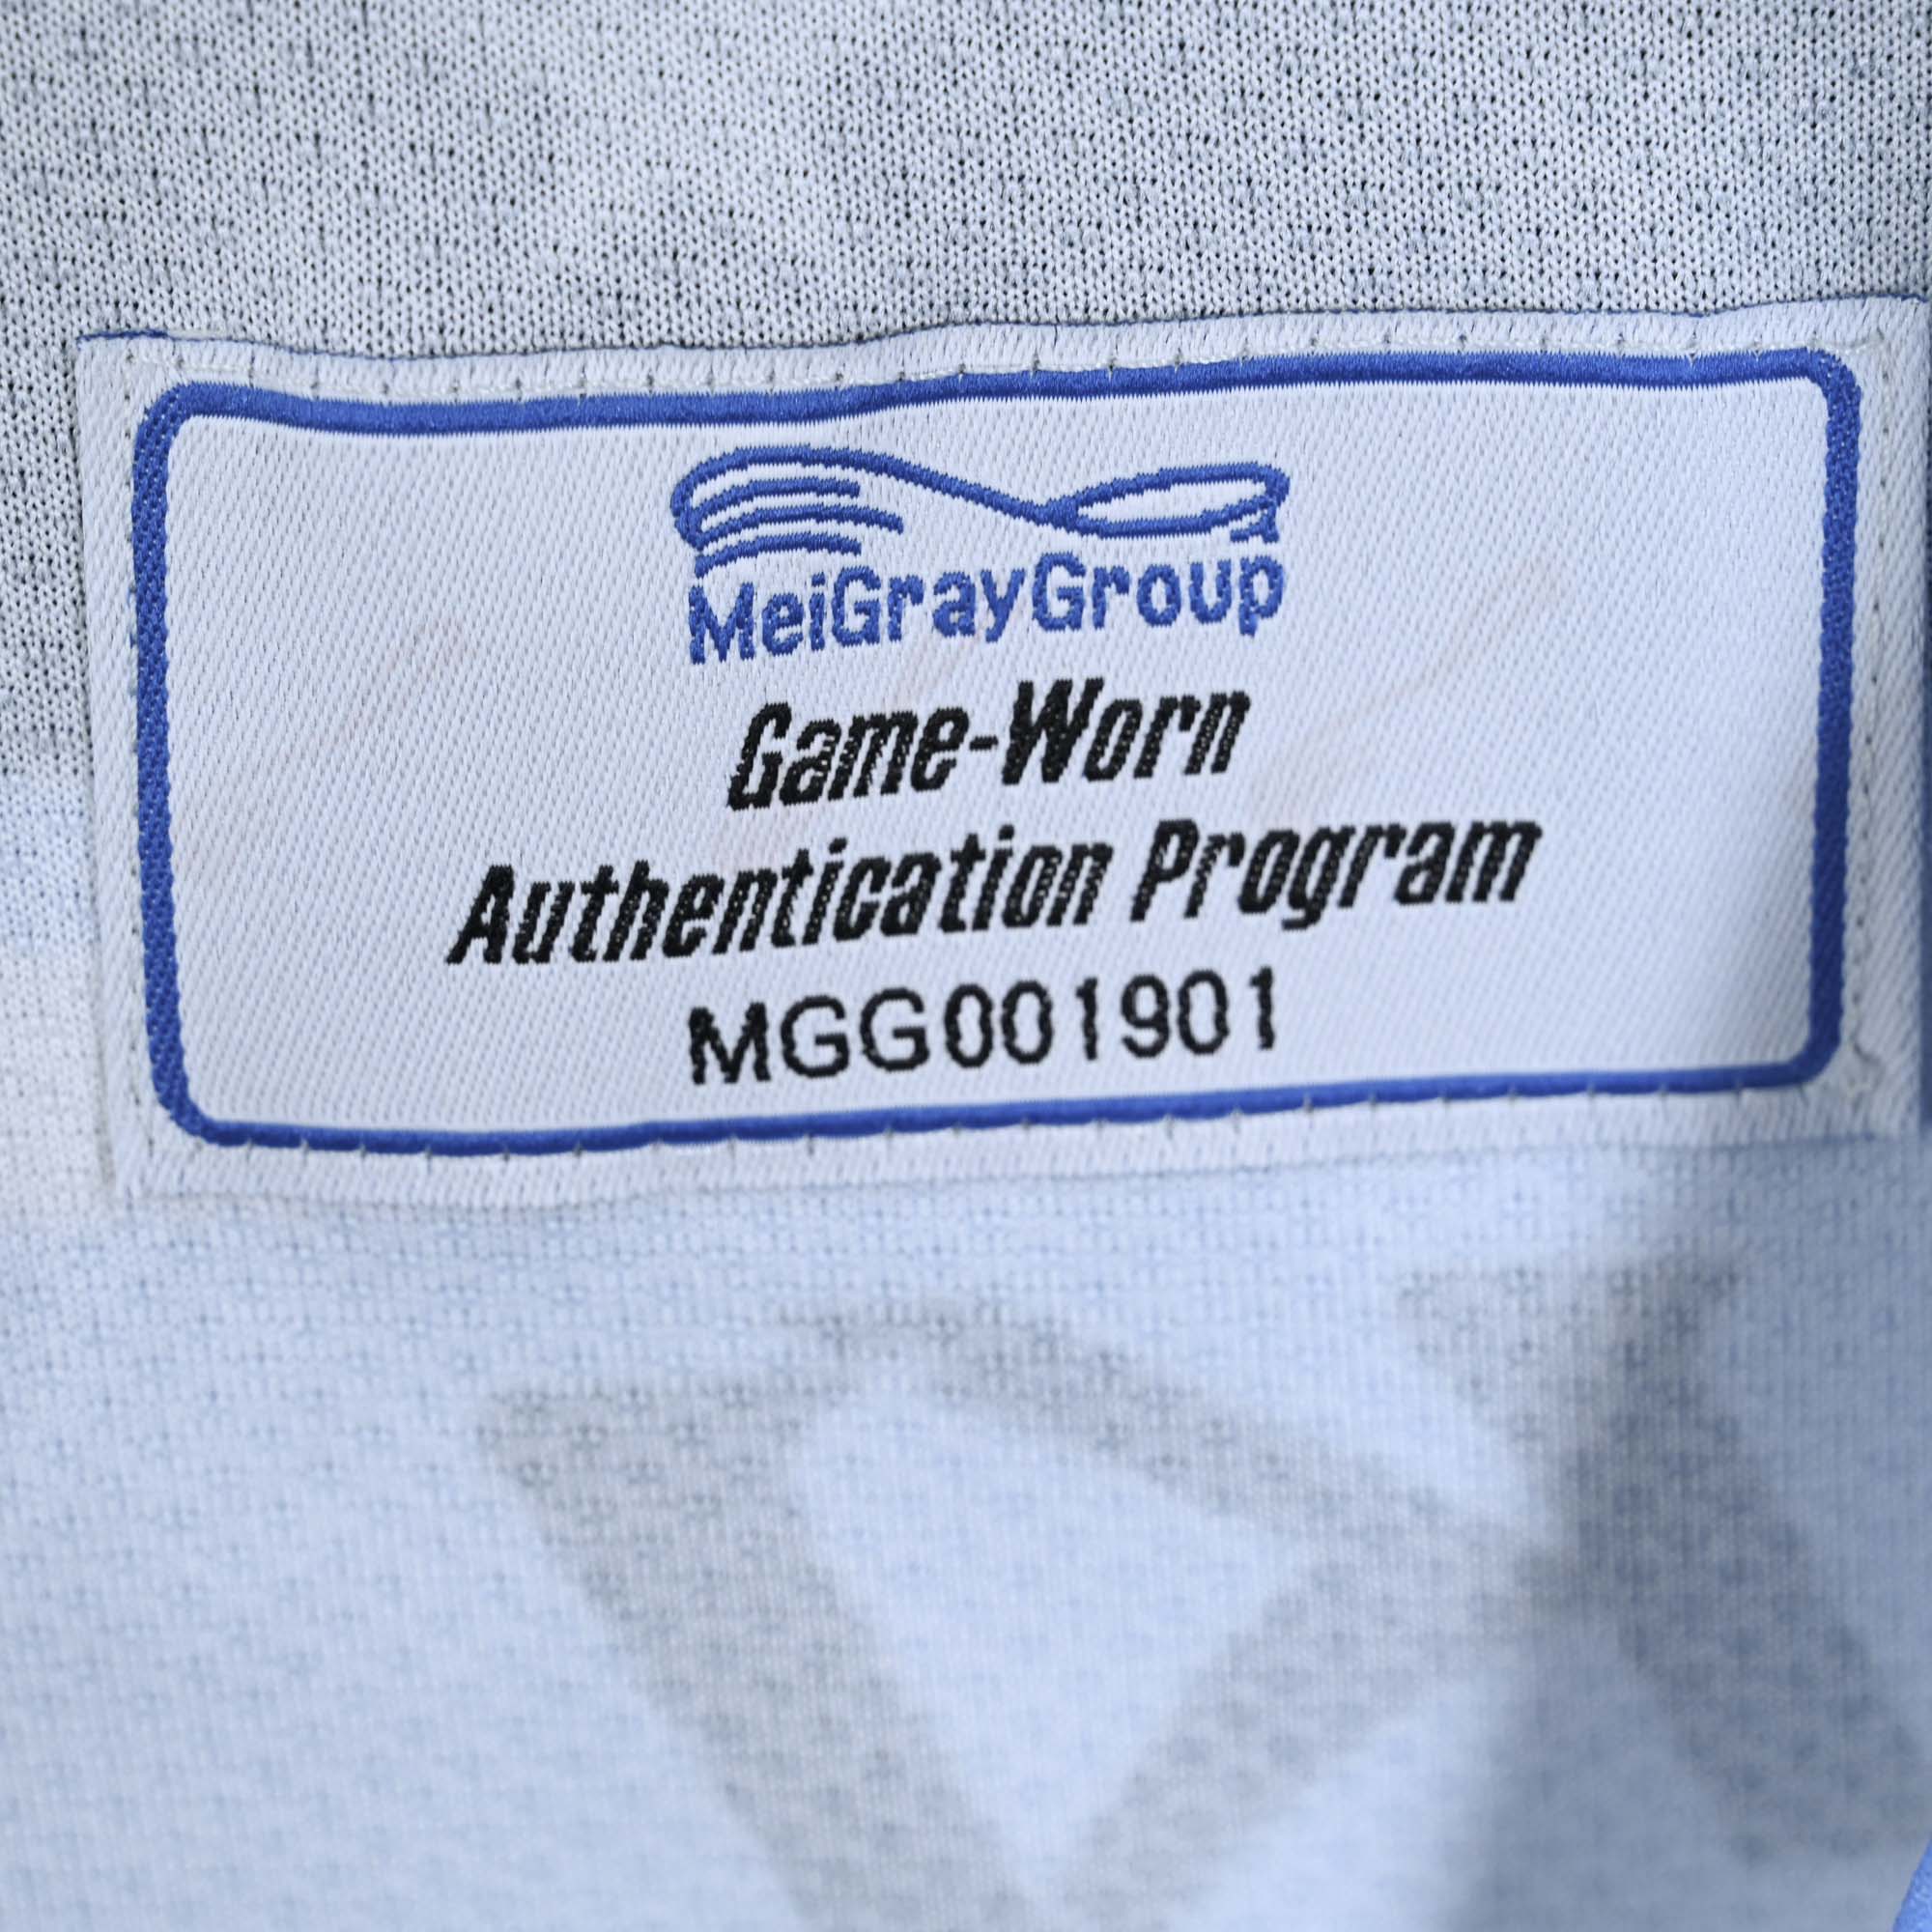 MeiGrayGroup
Game-Worn
Authentication Program
MGG001901